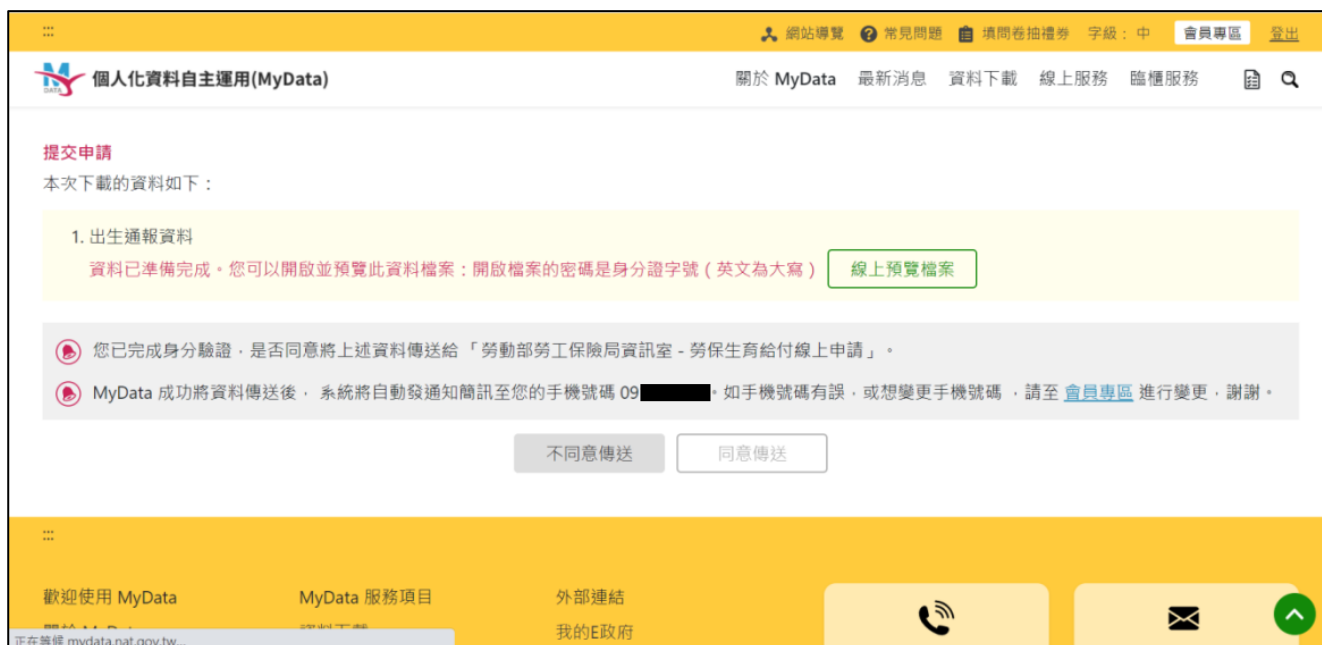 :::
網站導覽 常見問題 填問卷抽禮券 字級：中 會員專區 登出
DATA 個人化資料自主運用(MyData)
關於 MyData 最新消息 資料下載 線上服務 臨櫃服務
提交申請
本次下載的資料如下：
1. 出生通報資料
資料已準備完成。您可以開啟並預覽此資料檔案：開啟檔案的密碼是身分證字號（英文為大寫） 線上預覽檔案
您已完成身分驗證，是否同意將上述資料傳送給 「勞動部勞工保險局資訊室 - 勞保生育給付線上申請」。
MyData 成功將資料傳送後， 系統將自動發通知簡訊至您的手機號碼 09 。如手機號碼有誤，或想變更手機號碼 ，請至 會員專區 進行變更，謝謝。
不同意傳送 同意傳送
:::
歡迎使用 MyData MyData 服務項目 外部連結
我的E政府
正在等候 mydata.nat.gov.tw...